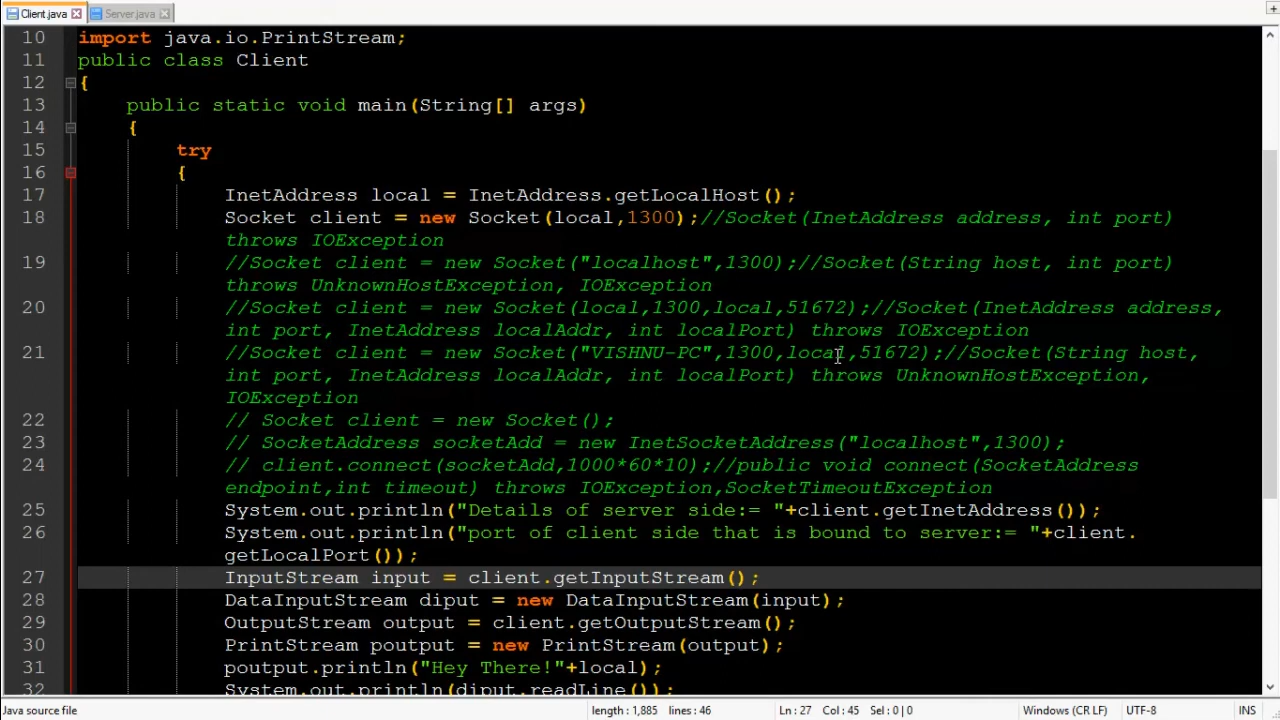 Client.java Server.java
10 import java.io.PrintStream;
11 public class Client
12 {
13 public static void main(String[] args)
14 {
15 try
16 {
17 InetAddress local = InetAddress.getLocalHost();
18 Socket client = new Socket(local,1300);//Socket(InetAddress address, int port)
throws IOException
19 //Socket client = new Socket("localhost",1300);//Socket(String host, int port)
throws UnknownHostException, IOException
20 //Socket client = new Socket(local,1300,local,51672);//Socket(InetAddress address,
int port, InetAddress localAddr, int localPort) throws IOException
21 //Socket client = new Socket("VISHNU-PC",1300,local,51672);//Socket(String host,
int port, InetAddress localAddr, int localPort) throws UnknownHostException,
IOException
22 // Socket client = new Socket();
23 // SocketAddress socketAdd = new InetSocketAddress("localhost",1300);
24 // client.connect(socketAdd,1000*60*10);//public void connect(SocketAddress
endpoint,int timeout) throws IOException,SocketTimeoutException
25 System.out.println("Details of server side:= "+client.getInetAddress());
26 System.out.println("port of client side that is bound to server:= "+client.
getLocalPort());
27 InputStream input = client.getInputStream();
28 DataInputStream diput = new DataInputStream(input);
29 OutputStream output = client.getOutputStream();
30 PrintStream poutput = new PrintStream(output);
31 poutput.println("Hey There!"+local);
32 System.out.println(diput.readLine());
Java source file length : 1,885 lines : 46 Ln : 27 Col : 45 Sel : 0 | 0 Windows (CR LF) UTF-8 INS